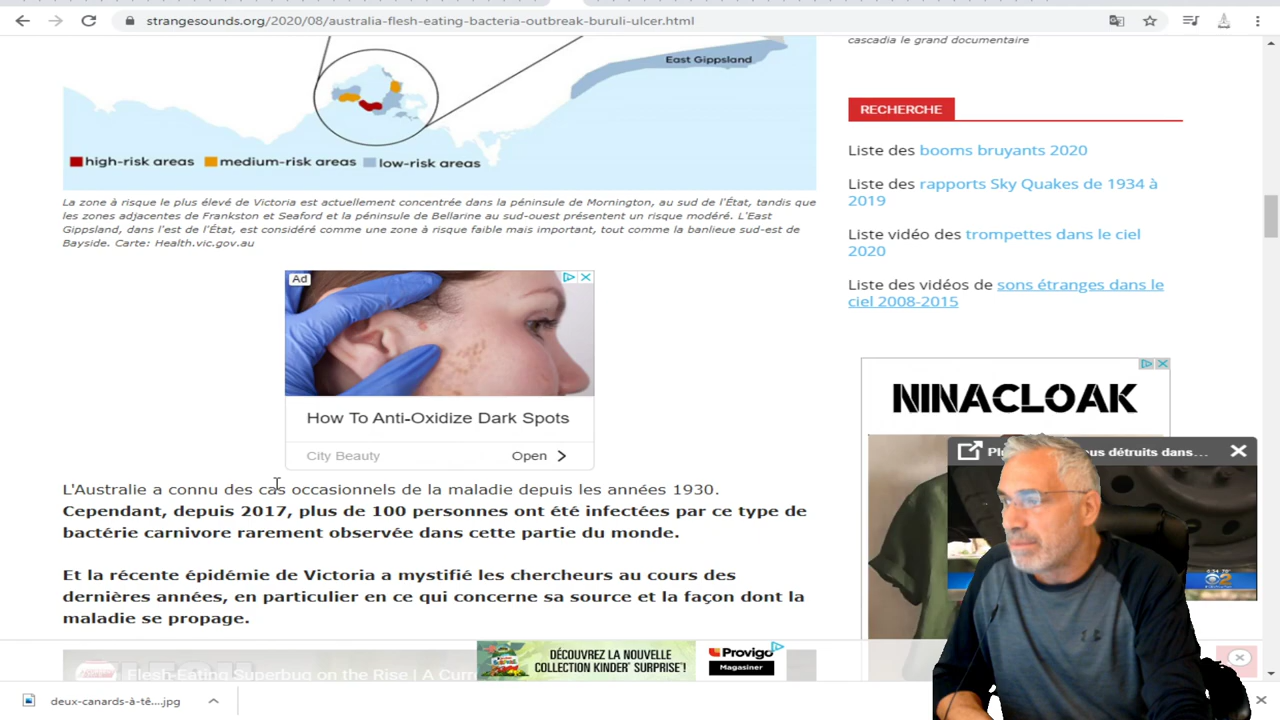 strangesounds.org/2020/08/australia-flesh-eating-bacteria-outbreak-buruli-ulcer.html
East Gippsland
high-risk areas medium-risk areas low-risk areas
La zone à risque le plus élevé de Victoria est actuellement concentrée dans la péninsule de Mornington, au sud de l'État, tandis que
les zones adjacentes de Frankston et Seaford et la péninsule de Bellarine au sud-ouest présentent un risque modéré. L'East
Gippsland, dans l'est de l'État, est considéré comme une zone à risque faible mais important, tout comme la banlieue sud-est de
Bayside. Carte: Health.vic.gov.au
Ad
How To Anti-Oxidize Dark Spots
City Beauty
Open
L'Australie a connu des cas occasionnels de la maladie depuis les années 1930.
Cependant, depuis 2017, plus de 100 personnes ont été infectées par ce type de
bactérie carnivore rarement observée dans cette partie du monde.
Et la récente épidémie de Victoria a mystifié les chercheurs au cours des
dernières années, en particulier en ce qui concerne sa source et la façon dont la
maladie se propage.
Flesh-Eating Superbug on the Rise | A Curr
cascadia le grand documentaire
RECHERCHE
Liste des booms bruyants 2020
Liste des rapports Sky Quakes de 1934 à
2019
Liste vidéo des trompettes dans le ciel
2020
Liste des vidéos de sons étranges dans le
ciel 2008-2015
NINACLOAK
ous détruits dans...
2
DÉCOUVREZ LA NOUVELLE
COLLECTION KINDER SURPRISE!
Provigo
Magasiner
deux-canards-à-tê....jpg